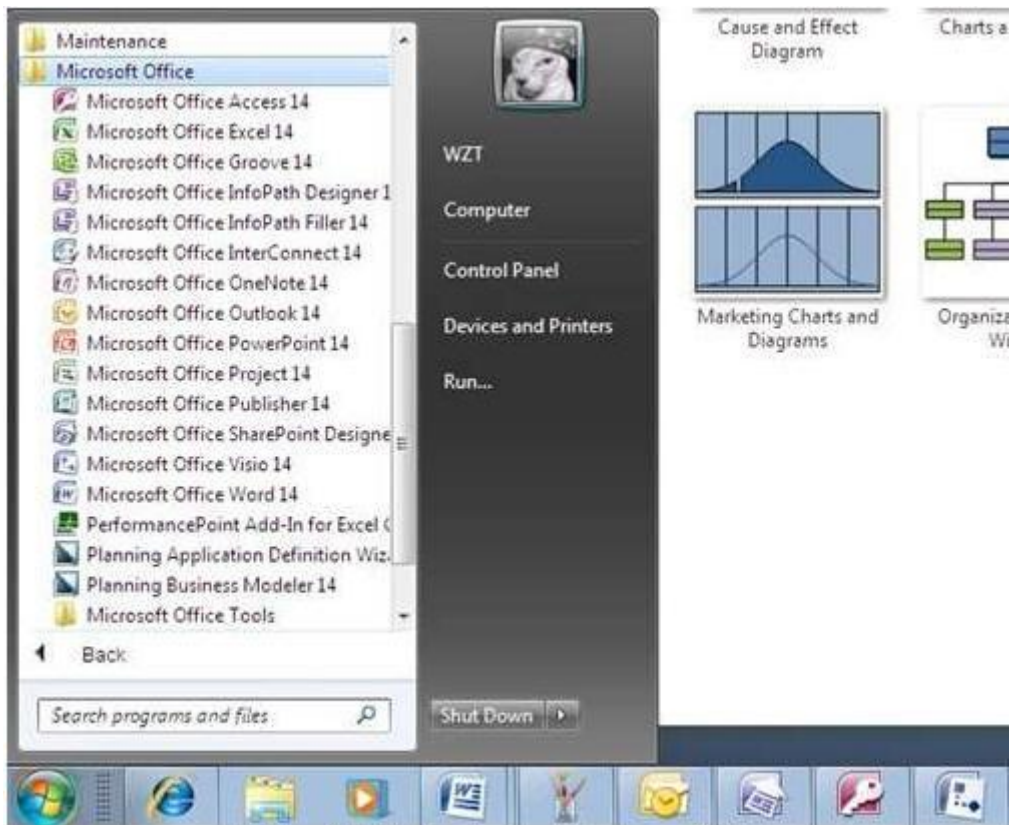 Maintenance
Microsoft Office
Microsoft Office Access 14
Microsoft Office Excel 14
Microsoft Office Groove 14
Microsoft Office InfoPath Designer 1
Microsoft Office InfoPath Filler 14
Microsoft Office InterConnect 14
Microsoft Office OneNote 14
Microsoft Office Outlook 14
Microsoft Office PowerPoint 14
Microsoft Office Project 14
Microsoft Office Publisher 14
Microsoft Office SharePoint Designe
Microsoft Office Visio 14
Microsoft Office Word 14
PerformancePoint Add-In for Excel
Planning Application Definition Wiz
Planning Business Modeler 14
Microsoft Office Tools
Back
Search programs and files
WZT
Computer
Control Panel
Devices and Printers
Run...
Shut Down
Cause and Effect
Diagram
Charts a
Marketing Charts and
Diagrams
Organiza
Wi